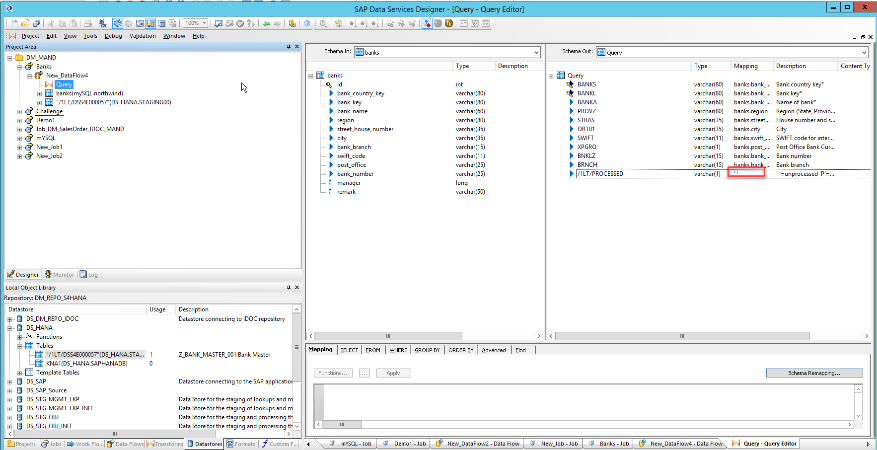 SAP Data Services Designer - [Query - Query Editor]
100%
Project Edit View Tools Debug Validation Window Help
Project Area
DM_MAND
Banks
New_DataFlow4
Query
banks(mySQL.northwind)
"/1LT/DSS4E000057"(DS_HANA.STAGING00)
Challenge
Demo1
Job_DM_SalesOrder_IDOC_MAND
mYSQL
New_Job1
New_Job2
Designer Monitor Log
Local Object Library
Repository: DM_REPO_S4HANA
Datastore Usage Description
DS_DM_REPO_IDOC Datastore connecting to IDOC repository
DS_HANA
Functions
Tables
"/1LT/DSS4E000057"(DS_HANA.STA... 1 Z_BANK_MASTER_001:Bank Master
KNA1(DS_HANA.SAPHANADB) 0
Template Tables
DS_SAP Datastore connecting to the SAP application
DS_SAP_Source
DS_STG_MGMT_LKP Data Store for the staging of lookups and m
DS_STG_MGMT_LKP_INIT Data Store for the staging of lookups and m
DS_STG_OBJ Data Store for the staging and processing th
DS_STG_OBJ_INIT Data Store for the staging and processing th
Projects Jobs Work Flo... Data Flows Transforms Datastores Formats Custom F...
Schema In: banks
Type Description
banks
id int
bank_country_key varchar(80)
bank_key varchar(80)
bank_name varchar(60)
region varchar(80)
street_house_number varchar(35)
city varchar(35)
bank_branch varchar(15)
swift_code varchar(11)
post_office varchar(25)
bank_number varchar(25)
manager long
remark varchar(50)
Schema Out: Query
Type Mapping Description Content Ty
Query
BANKS varchar(80) banks.bank_... Bank country key*
BANKL varchar(80) banks.bank_... Bank key*
BANKA varchar(60) banks.bank_... Name of bank*
PROVZ varchar(80) banks.region Region (State, Provin...
STRAS varchar(35) banks.street... House number and s...
ORT01 varchar(35) banks.city City
SWIFT varchar(11) banks.swift_... SWIFT code for inter...
XPGRO varchar(1) banks.post_... Post Office Bank Cur...
BNKLZ varchar(15) banks.bank_... Bank number
BRNCH varchar(15) banks.bank_... Bank branch
/1LT/PROCESSED varchar(1) ' ' ' '=unprocessed 'P'=...
Mapping SELECT FROM WHERE GROUP BY ORDER BY Advanced Find
Functions... ... Apply Schema Remapping...
mYSQL - Job Demo1 - Job New_DataFlow2 - Data Flow New_Job - Job Banks - Job New_DataFlow4 - Data Flow Query - Query Editor